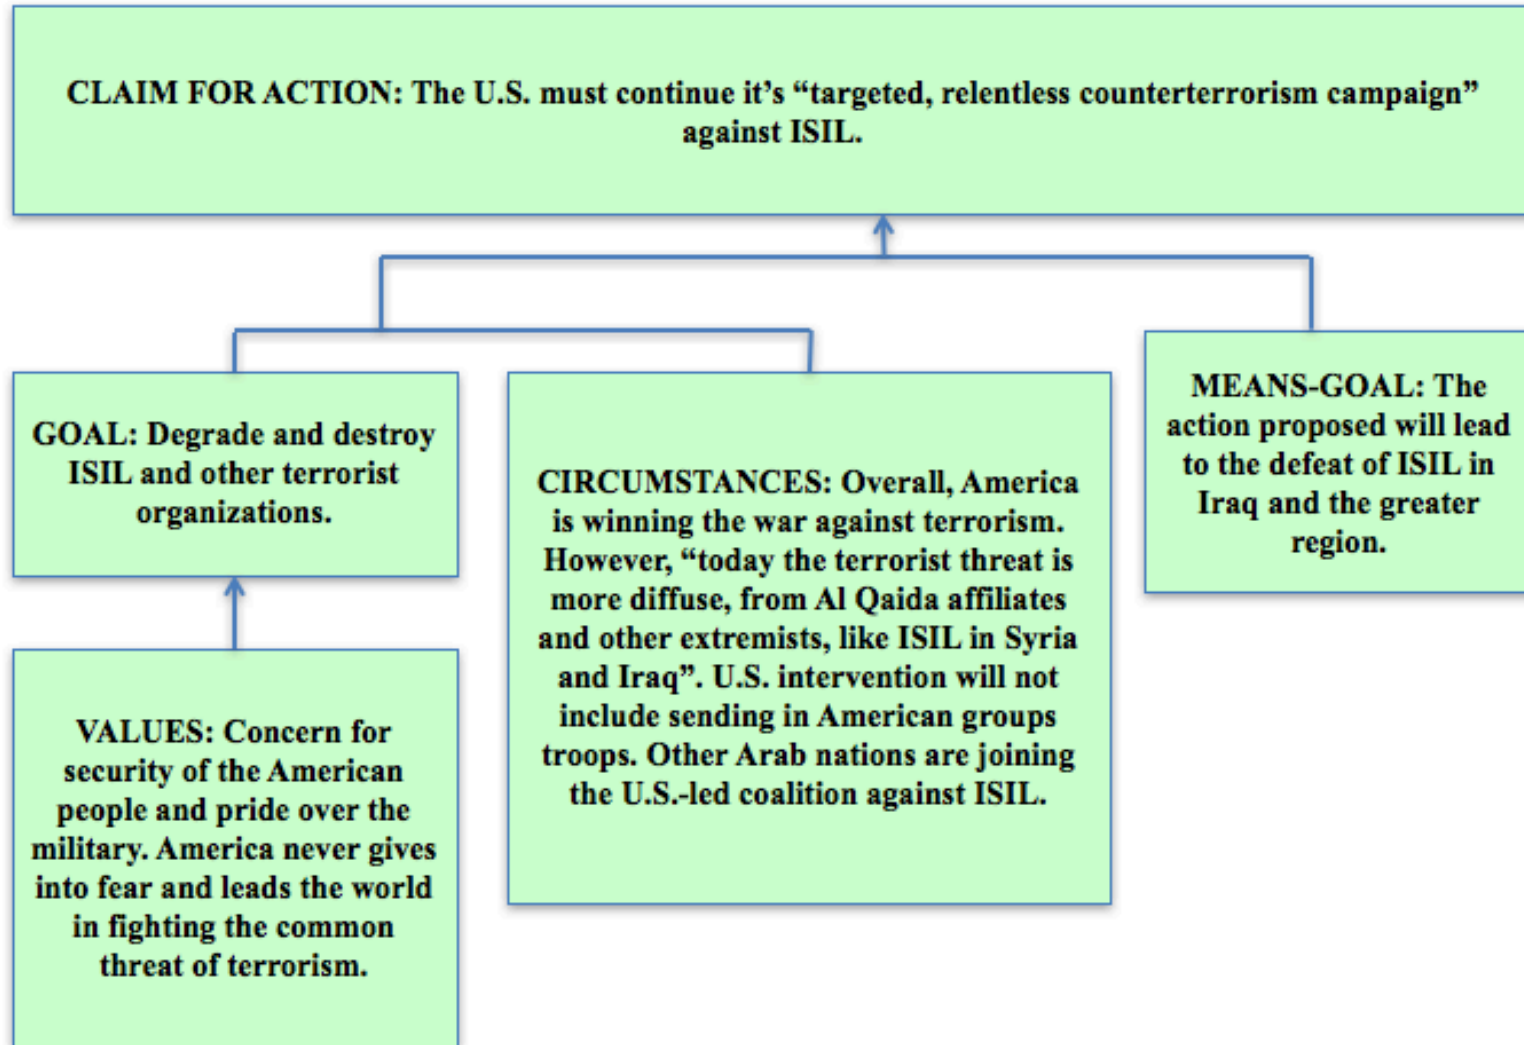 CLAIM FOR ACTION: The U.S. must continue it’s “targeted, relentless counterterrorism campaign”
against ISIL.
GOAL: Degrade and destroy
ISIL and other terrorist
organizations.
CIRCUMSTANCES: Overall, America
is winning the war against terrorism.
However, “today the terrorist threat is
more diffuse, from Al Qaida affiliates
and other extremists, like ISIL in Syria
and Iraq”. U.S. intervention will not
include sending in American groups
troops. Other Arab nations are joining
the U.S.-led coalition against ISIL.
MEANS-GOAL: The
action proposed will lead
to the defeat of ISIL in
Iraq and the greater
region.
VALUES: Concern for
security of the American
people and pride over the
military. America never gives
into fear and leads the world
in fighting the common
threat of terrorism.